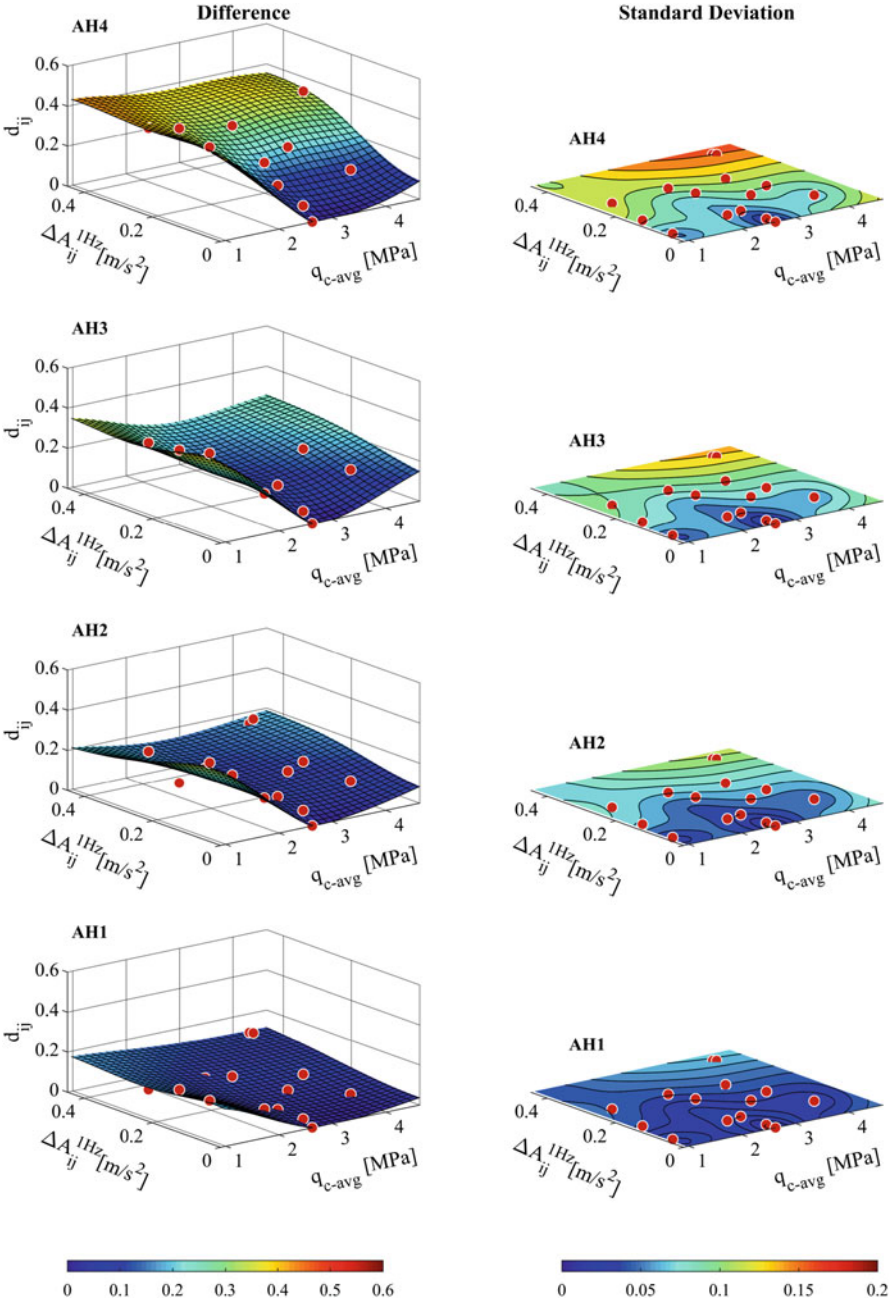 Difference Standard Deviation
AH4
0.6
0.4
0.2
0
d_ij
0.4 0.2 0
ΔA_ij^1Hz [m/s^2]
1 2 3 4
q_c-avg [MPa]
AH4
0.4 0.2 0
ΔA_ij^1Hz [m/s^2]
1 2 3 4
q_c-avg [MPa]
AH3
0.6
0.4
0.2
0
d_ij
0.4 0.2 0
ΔA_ij^1Hz [m/s^2]
1 2 3 4
q_c-avg [MPa]
AH3
0.4 0.2 0
ΔA_ij^1Hz [m/s^2]
1 2 3 4
q_c-avg [MPa]
AH2
0.6
0.4
0.2
0
d_ij
0.4 0.2 0
ΔA_ij^1Hz [m/s^2]
1 2 3 4
q_c-avg [MPa]
AH2
0.4 0.2 0
ΔA_ij^1Hz [m/s^2]
1 2 3 4
q_c-avg [MPa]
AH1
0.6
0.4
0.2
0
d_ij
0.4 0.2 0
ΔA_ij^1Hz [m/s^2]
1 2 3 4
q_c-avg [MPa]
AH1
0.4 0.2 0
ΔA_ij^1Hz [m/s^2]
1 2 3 4
q_c-avg [MPa]
0 0.1 0.2 0.3 0.4 0.5 0.6
0 0.05 0.1 0.15 0.2